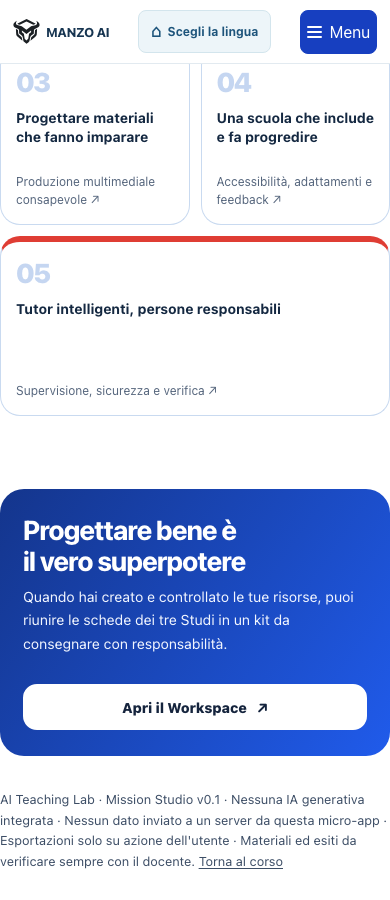 MANZO AI
Scegli la lingua
Menu
03
Progettare materiali
che fanno imparare
Produzione multimediale
consapevole ↗
04
Una scuola che include
e fa progredire
Accessibilità, adattamenti e
feedback ↗
05
Tutor intelligenti, persone responsabili
Supervisione, sicurezza e verifica ↗
Progettare bene è
il vero superpotere
Quando hai creato e controllato le tue risorse, puoi
riunire le schede dei tre Studi in un kit da
consegnare con responsabilità.
Apri il Workspace ↗
AI Teaching Lab · Mission Studio v0.1 · Nessuna IA generativa
integrata · Nessun dato inviato a un server da questa micro-app ·
Esportazioni solo su azione dell'utente · Materiali ed esiti da
verificare sempre con il docente. Torna al corso